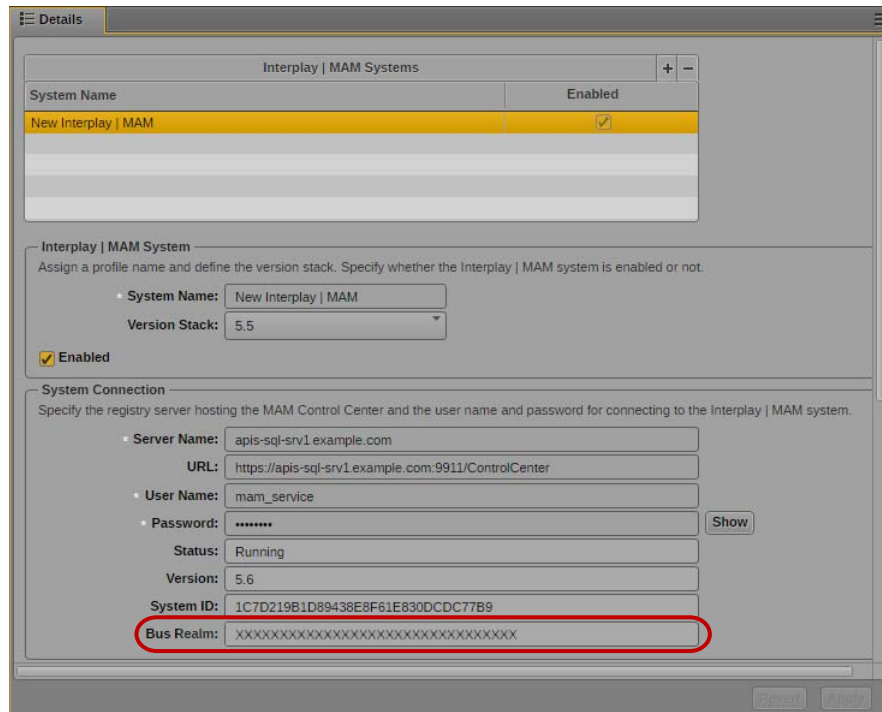 Details
Interplay | MAM Systems + −
System Name Enabled
New Interplay | MAM
Interplay | MAM System
Assign a profile name and define the version stack. Specify whether the Interplay | MAM system is enabled or not.
* System Name: New Interplay | MAM
Version Stack: 5.5
Enabled
System Connection
Specify the registry server hosting the MAM Control Center and the user name and password for connecting to the Interplay | MAM system.
* Server Name: apis-sql-srv1.example.com
URL: https://apis-sql-srv1.example.com:9911/ControlCenter
* User Name: mam_service
* Password: •••••••• Show
Status: Running
Version: 5.6
System ID: 1C7D219B1D89438E8F61E830DCDC77B9
Bus Realm: XXXXXXXXXXXXXXXXXXXXXXXXXXXXXXXX
Revert Apply